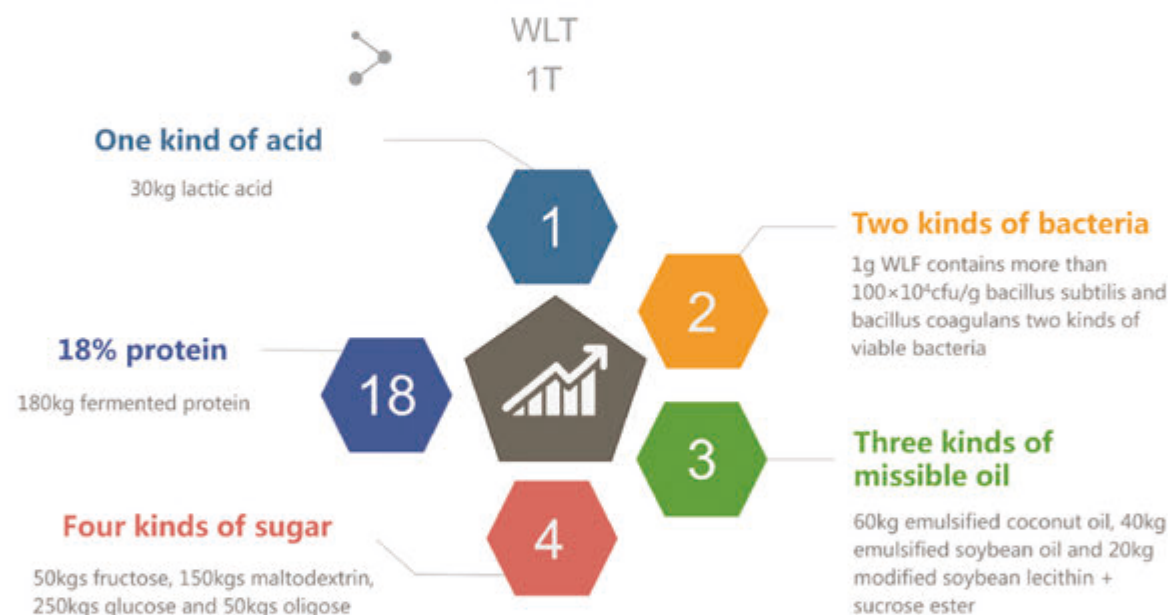 WLT
1T
One kind of acid
30kg lactic acid
1
Two kinds of bacteria
1g WLF contains more than
100×10⁴cfu/g bacillus subtilis and
bacillus coagulans two kinds of
viable bacteria
2
18% protein
180kg fermented protein
18
3
Three kinds of
missible oil
60kg emulsified coconut oil, 40kg
emulsified soybean oil and 20kg
modified soybean lecithin +
sucrose ester
Four kinds of sugar
50kgs fructose, 150kgs maltodextrin,
250kgs glucose and 50kgs oligose
4